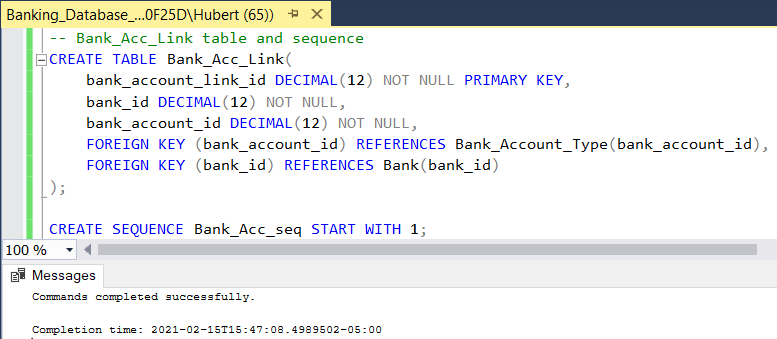 Banking_Database_...0F25D\Hubert (65))
-- Bank_Acc_Link table and sequence
CREATE TABLE Bank_Acc_Link(
bank_account_link_id DECIMAL(12) NOT NULL PRIMARY KEY,
bank_id DECIMAL(12) NOT NULL,
bank_account_id DECIMAL(12) NOT NULL,
FOREIGN KEY (bank_account_id) REFERENCES Bank_Account_Type(bank_account_id),
FOREIGN KEY (bank_id) REFERENCES Bank(bank_id)
);
CREATE SEQUENCE Bank_Acc_seq START WITH 1;
100 %
Messages
Commands completed successfully.
Completion time: 2021-02-15T15:47:08.4989502-05:00